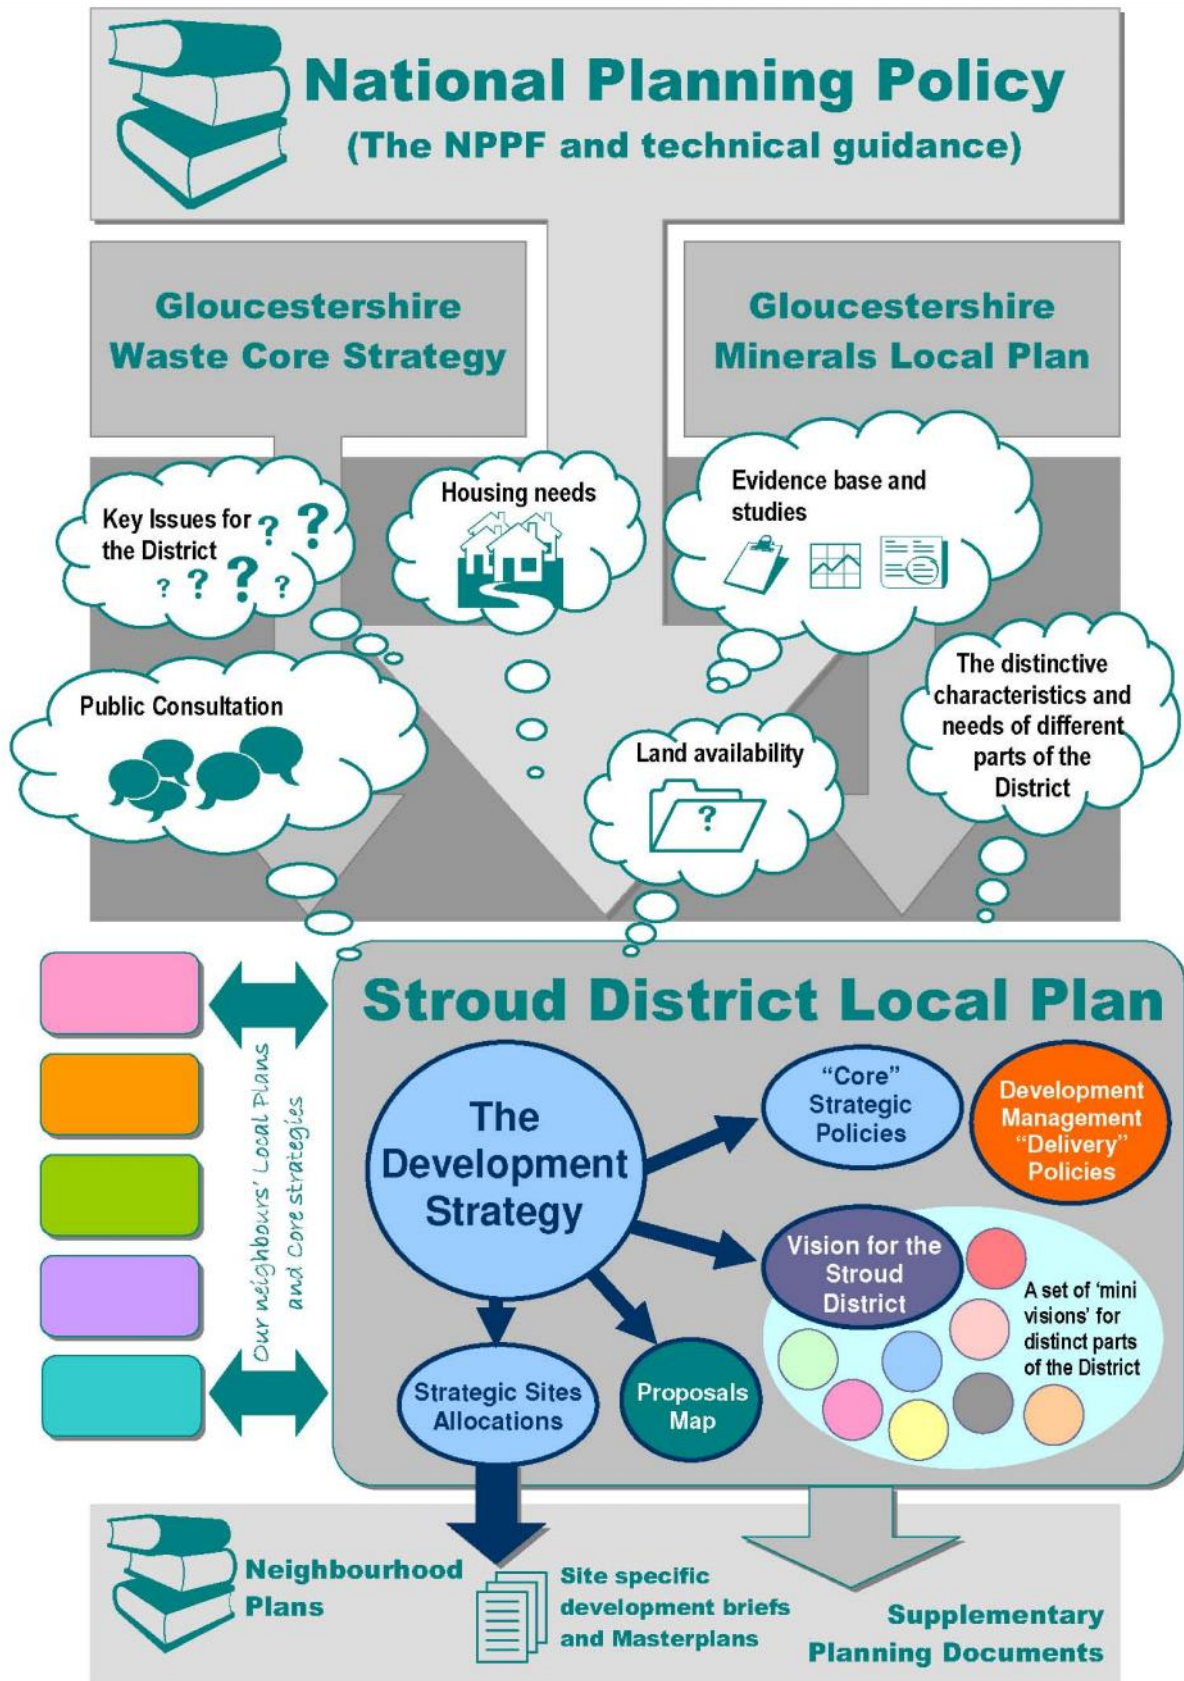 National Planning Policy
(The NPPF and technical guidance)
Gloucestershire
Waste Core Strategy
Gloucestershire
Minerals Local Plan
Key Issues for
the District
? ?
? ? ? ?
Housing needs
Evidence base and
studies
Public Consultation
Land availability
?
The distinctive
characteristics and
needs of different
parts of the
District
Our neighbours' Local Plans
and Core strategies
Stroud District Local Plan
The
Development
Strategy
“Core”
Strategic
Policies
Development
Management
“Delivery”
Policies
Vision for the
Stroud
District
A set of ‘mini
visions’ for
distinct parts
of the District
Strategic Sites
Allocations
Proposals
Map
Neighbourhood
Plans
Site specific
development briefs
and Masterplans
Supplementary
Planning Documents